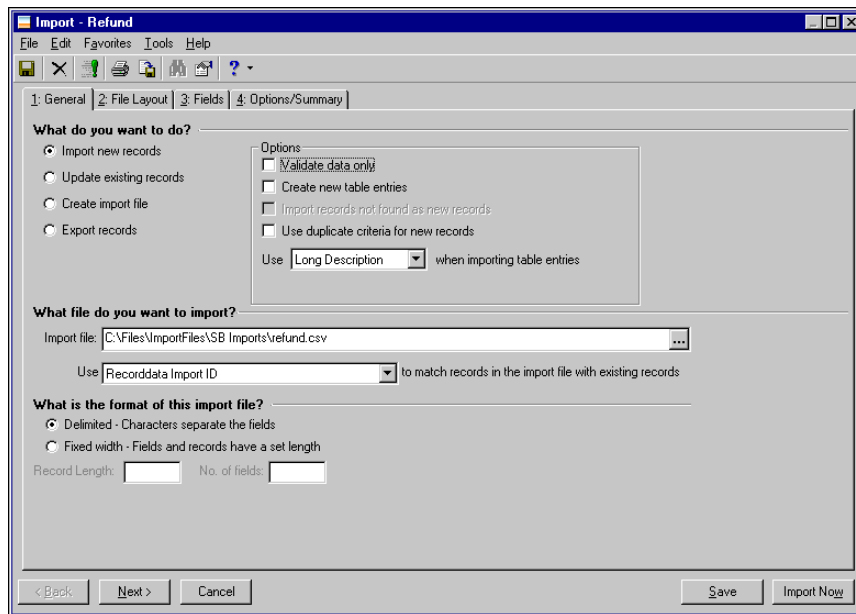 Import - Refund
File Edit Favorites Tools Help
1: General 2: File Layout 3: Fields 4: Options/Summary
What do you want to do?
Import new records
Update existing records
Create import file
Export records
Options
Validate data only
Create new table entries
Import records not found as new records
Use duplicate criteria for new records
Use Long Description when importing table entries
What file do you want to import?
Import file: C:\Files\ImportFiles\SB Imports\refund.csv ...
Use Recorddata Import ID to match records in the import file with existing records
What is the format of this import file?
Delimited - Characters separate the fields
Fixed width - Fields and records have a set length
Record Length: No. of fields:
< Back Next > Cancel Save Import Now